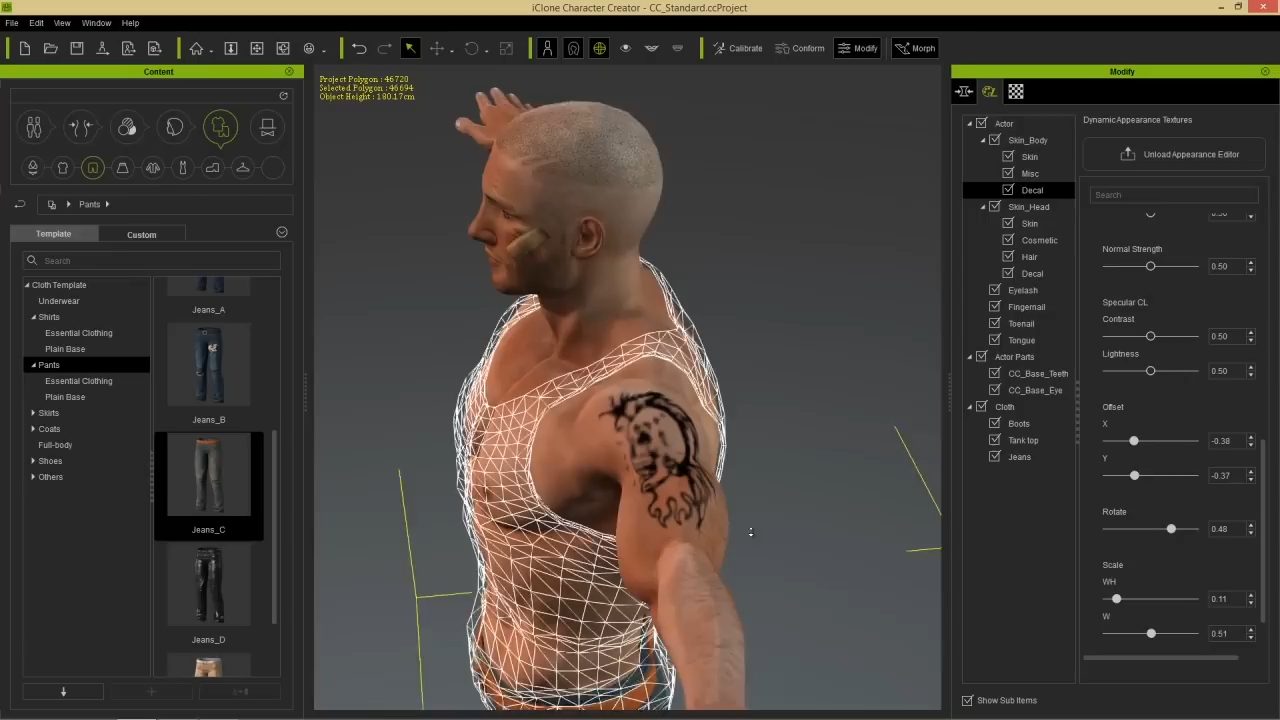 iClone Character Creator - CC_Standard.ccProject
File Edit View Window Help
Calibrate Conform Modify Morph
Content
Pants
Template Custom
Search
Cloth Template
Underwear
Shirts
Essential Clothing
Plain Base
Pants
Essential Clothing
Plain Base
Skirts
Coats
Full-body
Shoes
Others
Jeans_A
Jeans_B
Jeans_C
Jeans_D
Project Polygon : 46720
Selected Polygon : 46694
Object Height : 180.17cm
Modify
Actor
Skin_Body
Skin
Misc
Decal
Skin_Head
Skin
Cosmetic
Hair
Decal
Eyelash
Fingernail
Toenail
Tongue
Actor Parts
CC_Base_Teeth
CC_Base_Eye
Cloth
Boots
Tank top
Jeans
Show Sub Items
Dynamic Appearance Textures
Unload Appearance Editor
Search
Normal Strength
0.50
Specular CL
Contrast
0.50
Lightness
0.50
Offset
X
-0.38
Y
-0.37
Rotate
0.48
Scale
WH
0.11
W
0.51